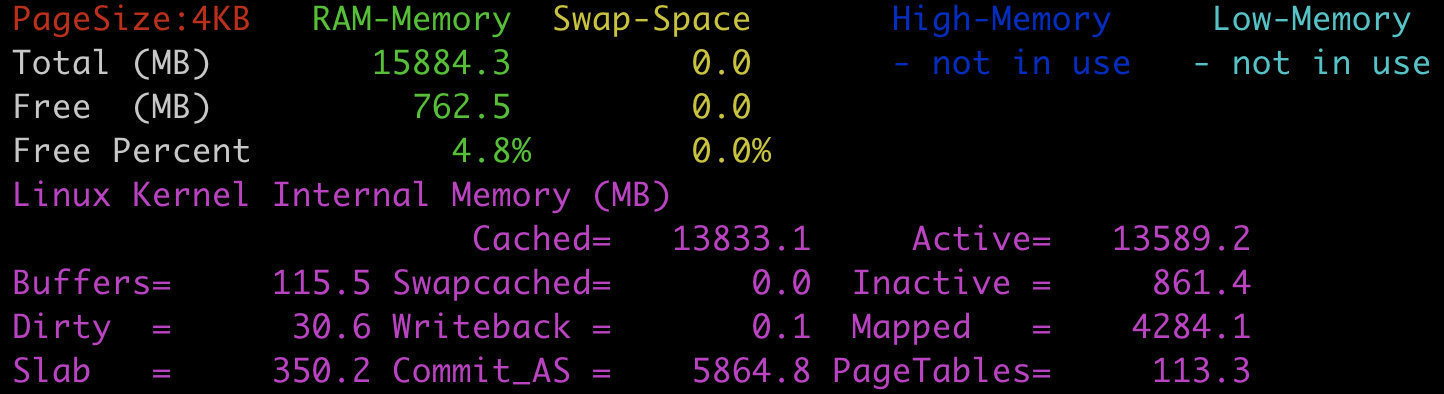 PageSize:4KB   RAM-Memory  Swap-Space       High-Memory     Low-Memory
Total (MB)        15884.3         0.0       - not in use   - not in use
Free  (MB)          762.5         0.0
Free Percent          4.8%        0.0%
Linux Kernel Internal Memory (MB)
                       Cached=   13833.1     Active=   13589.2
Buffers=     115.5 Swapcached=       0.0  Inactive =     861.4
Dirty  =      30.6 Writeback =       0.1  Mapped   =    4284.1
Slab   =     350.2 Commit_AS =    5864.8 PageTables=     113.3